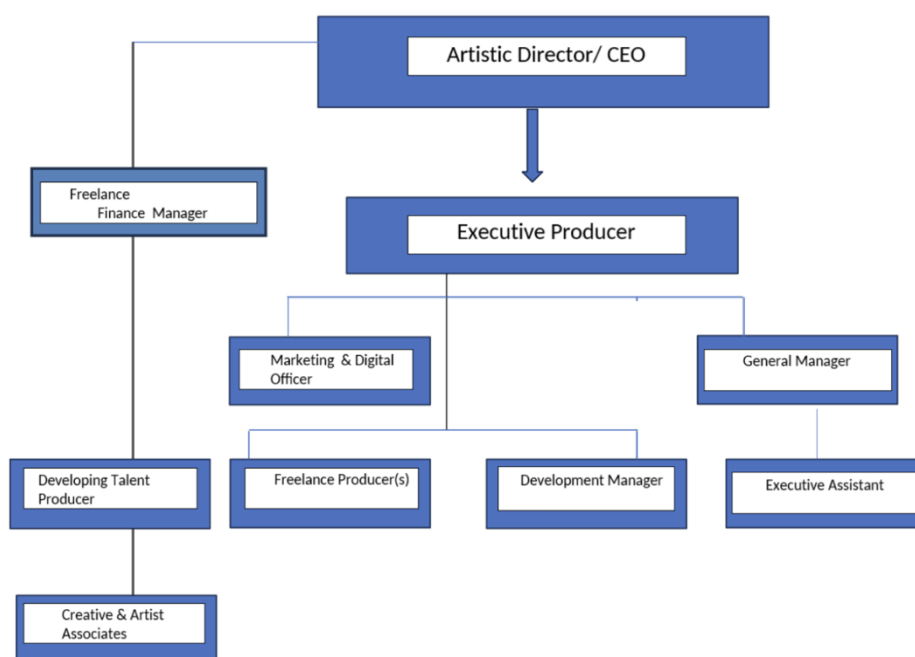 Artistic Director/ CEO
Freelance
Finance Manager
Executive Producer
Marketing & Digital
Officer
General Manager
Developing Talent
Producer
Freelance Producer(s)
Development Manager
Executive Assistant
Creative & Artist
Associates